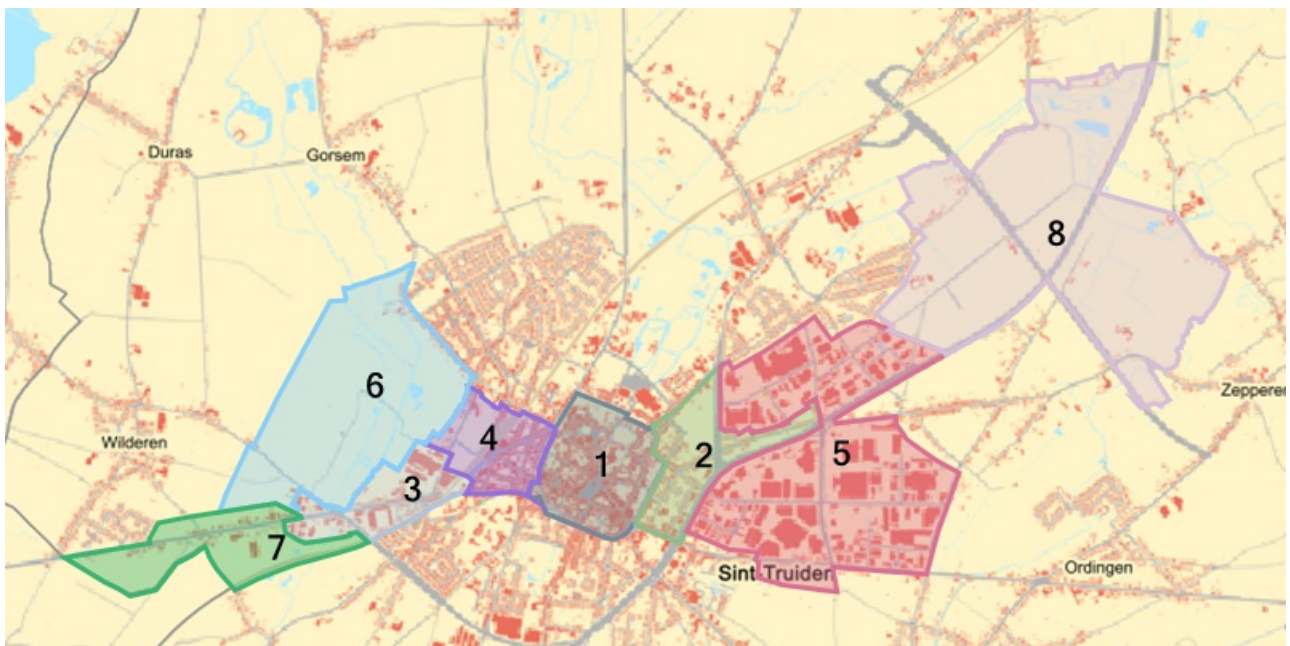 Duras
Gorsem
8
6
Zepperen
Wilderen
4
1
2
5
3
7
Sint Truiden
Ordingen